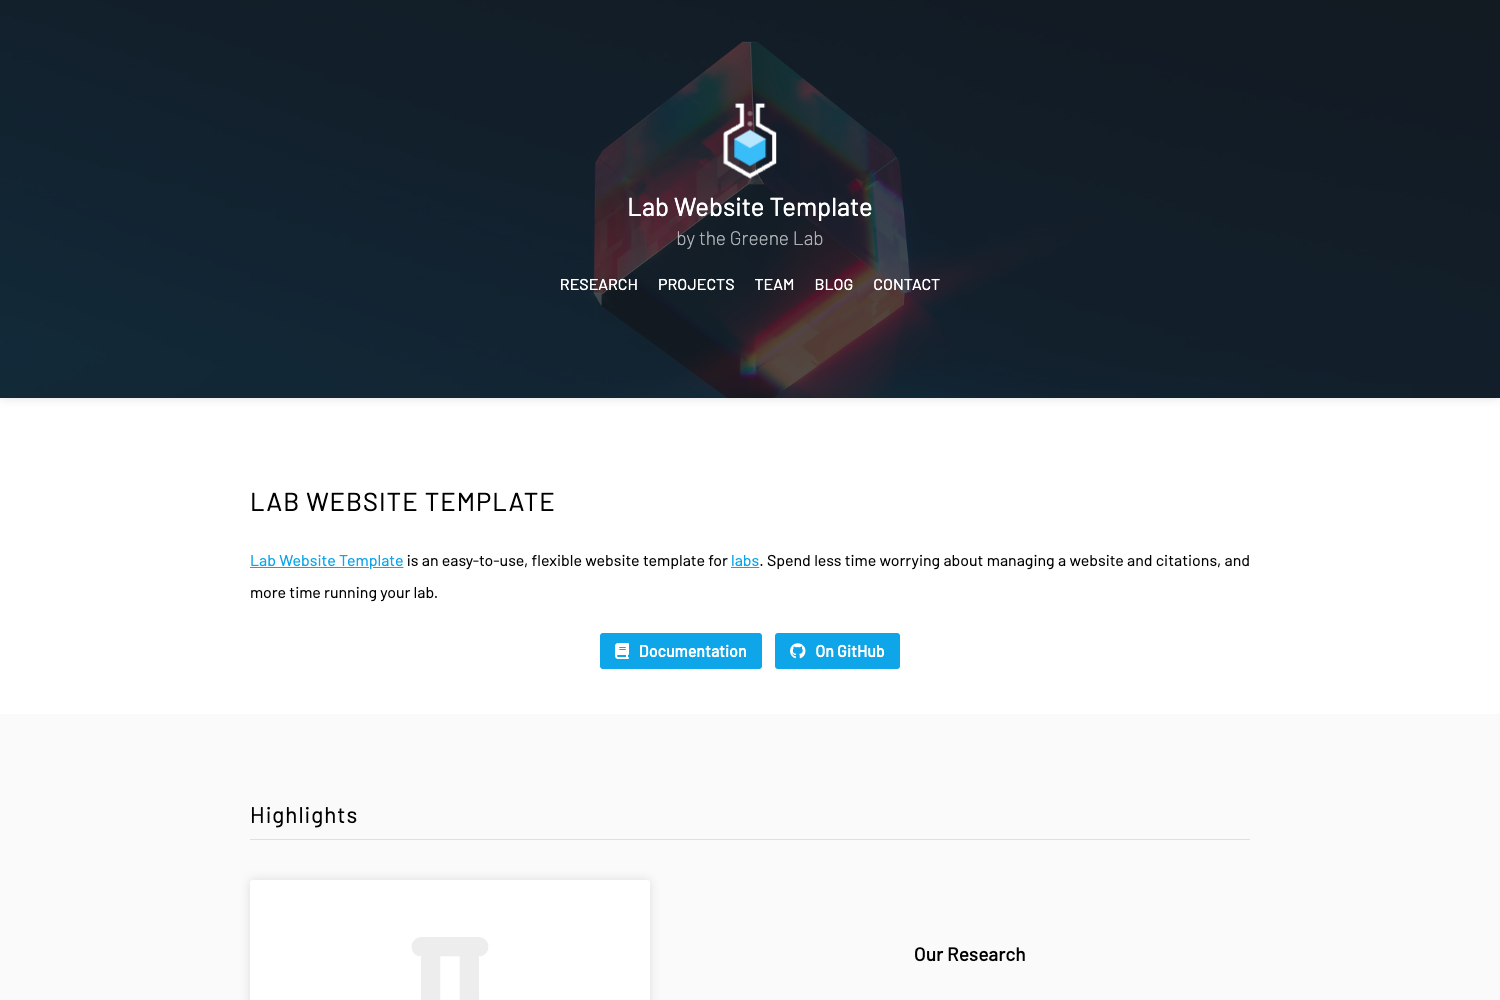 Lab Website Template
by the Greene Lab
RESEARCH PROJECTS TEAM BLOG CONTACT
LAB WEBSITE TEMPLATE
Lab Website Template is an easy-to-use, flexible website template for labs. Spend less time worrying about managing a website and citations, and
more time running your lab.
Documentation On GitHub
Highlights
Our Research